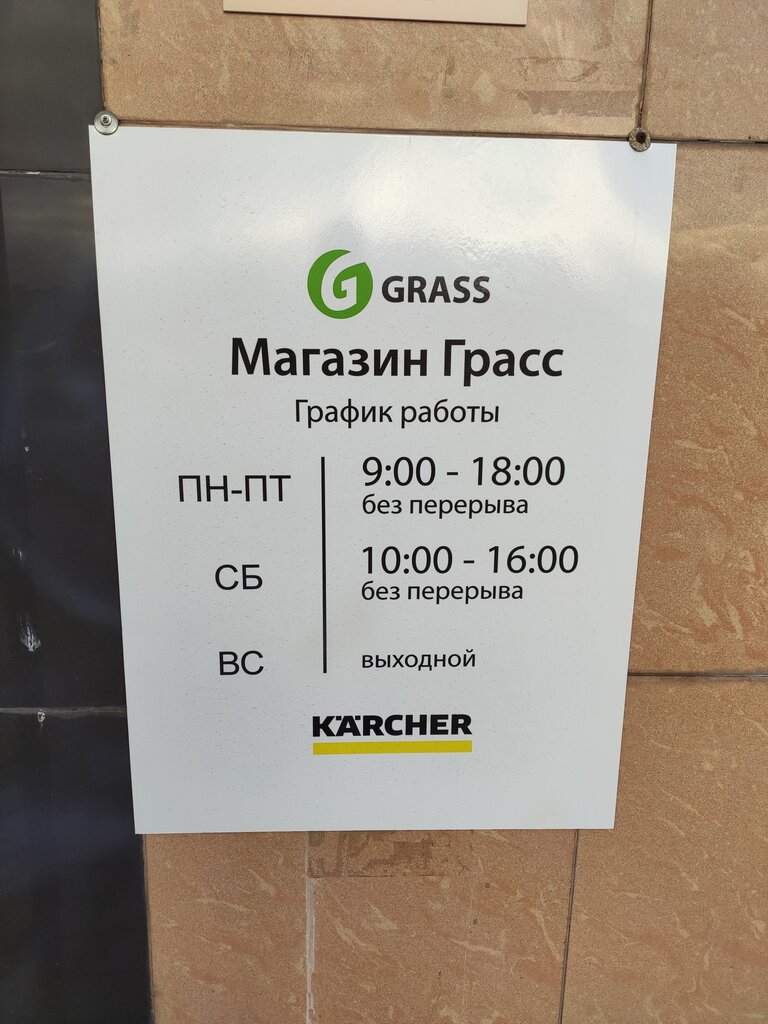 GRASS
Магазин Грасс
График работы
ПН-ПТ 9:00 - 18:00
без перерыва
СБ 10:00 - 16:00
без перерыва
ВС выходной
KÄRCHER